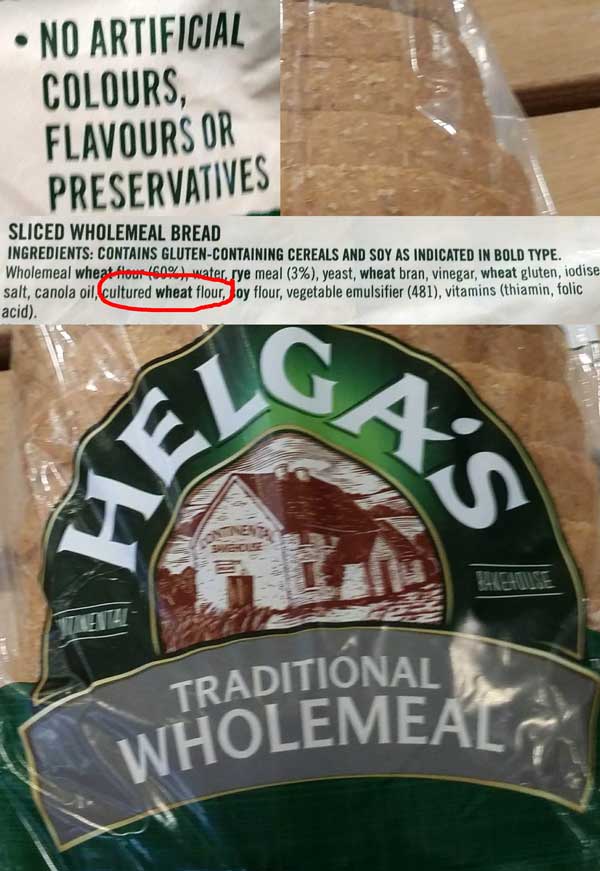 • NO ARTIFICIAL
COLOURS,
FLAVOURS OR
PRESERVATIVES
SLICED WHOLEMEAL BREAD
INGREDIENTS: CONTAINS GLUTEN-CONTAINING CEREALS AND SOY AS INDICATED IN BOLD TYPE.
Wholemeal wheat flour (60%), water, rye meal (3%), yeast, wheat bran, vinegar, wheat gluten, iodise
salt, canola oil, cultured wheat flour, soy flour, vegetable emulsifier (481), vitamins (thiamin, folic
acid).
HELGA'S
CONTINENTAL
BAKEHOUSE
BAKEHOUSE
TRADITIONAL
WHOLEMEAL